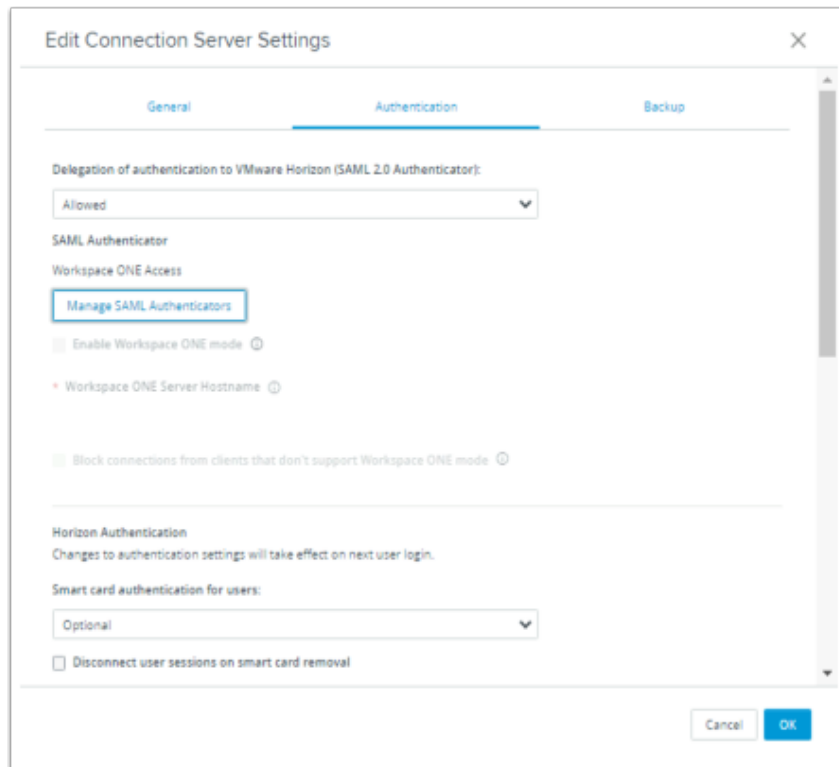 Edit Connection Server Settings
General Authentication Backup
Delegation of authentication to VMware Horizon (SAML 2.0 Authenticator):
Allowed
SAML Authenticator
Workspace ONE Access
Manage SAML Authenticators
Enable Workspace ONE mode
* Workspace ONE Server Hostname
Block connections from clients that don't support Workspace ONE mode
Horizon Authentication
Changes to authentication settings will take effect on next user login.
Smart card authentication for users:
Optional
Disconnect user sessions on smart card removal
Cancel OK